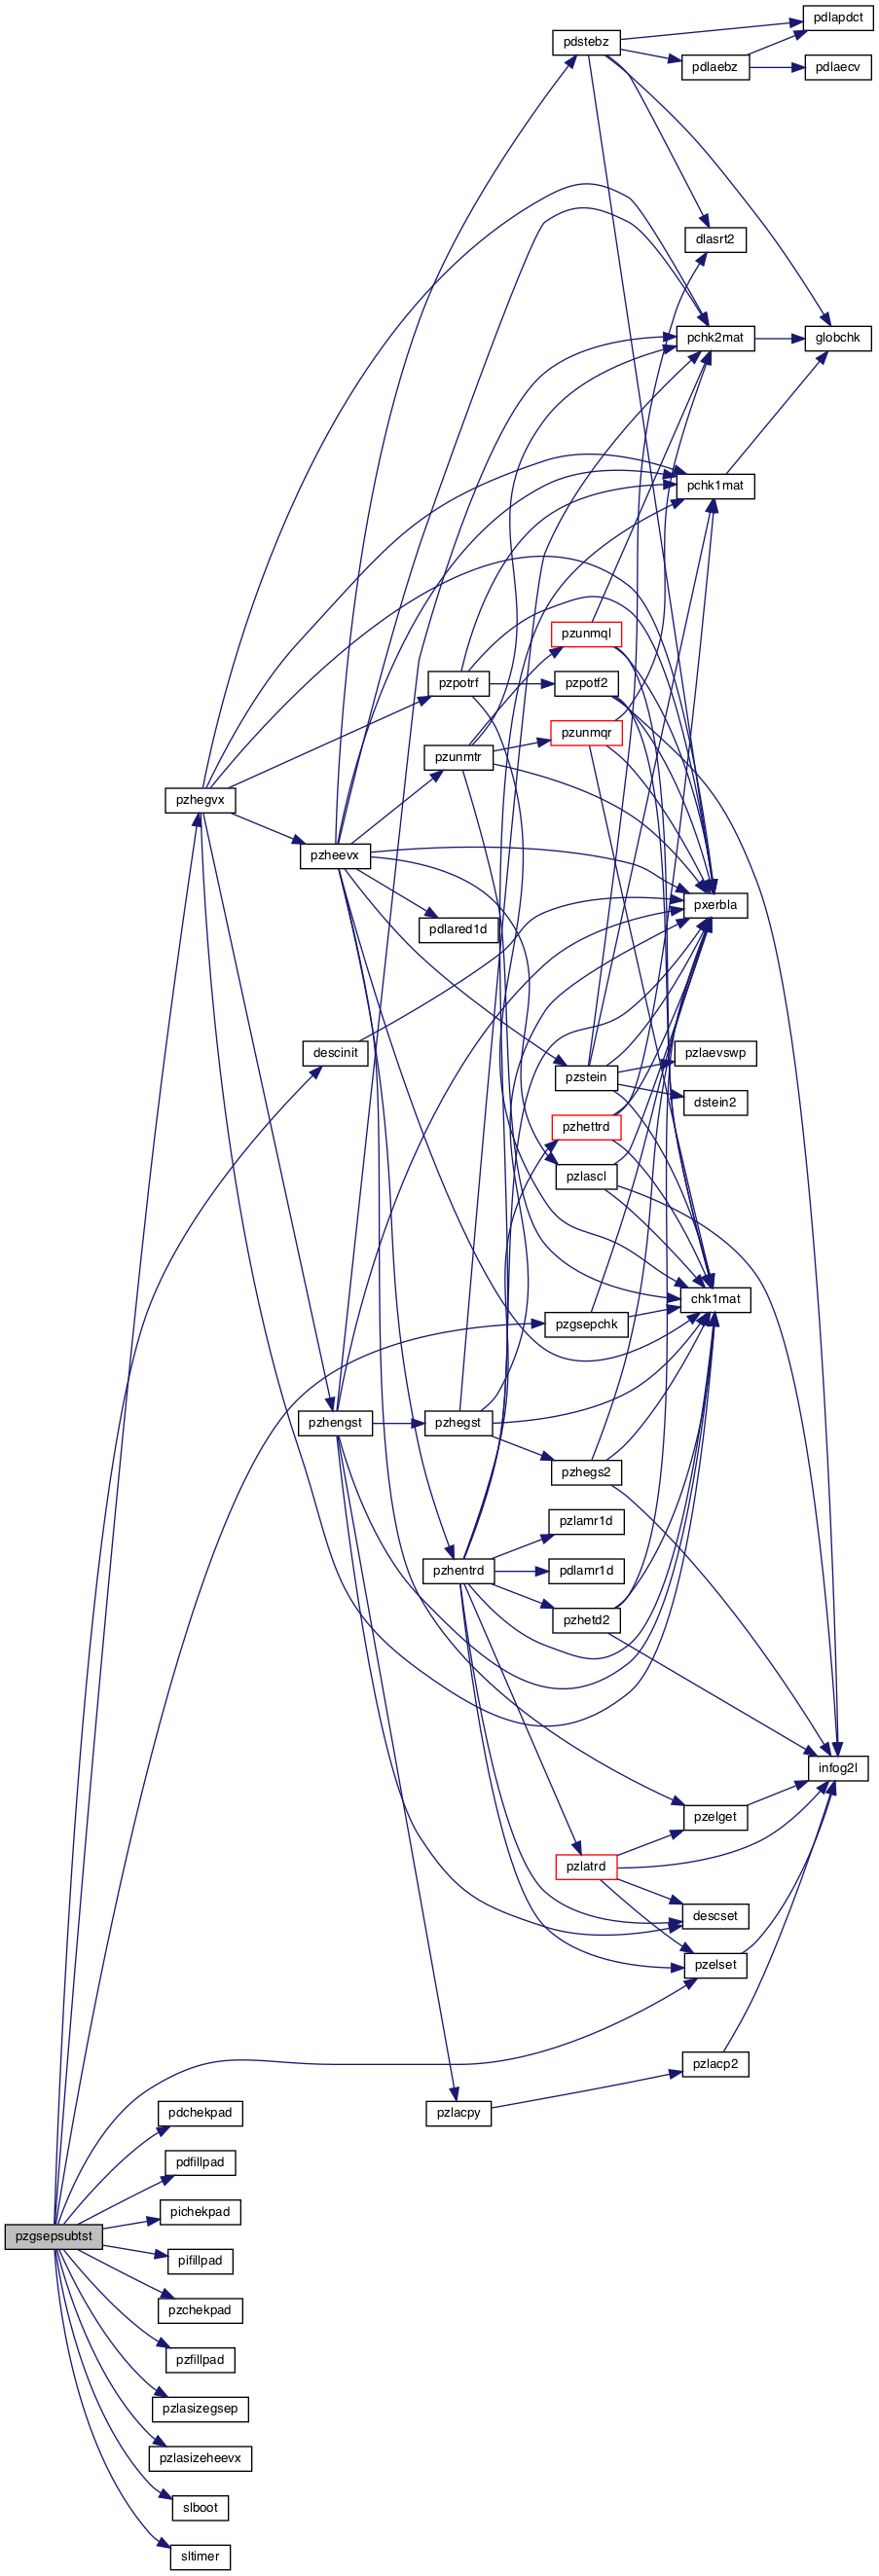 pdlapdct
pdstebz
pdlaebz
pdlaecv
dlasrt2
pchk2mat
globchk
pchk1mat
pzunmql
pzpotrf
pzpotf2
pzunmqr
pzunmtr
pzhegvx
pzheevx
pxerbla
pdlared1d
descinit
pzlaevswp
pzstein
dstein2
pzhettrd
pzlascl
chk1mat
pzgsepchk
pzhengst
pzhegst
pzhegs2
pzlamr1d
pzhentrd
pdlamr1d
pzhetd2
infog2l
pzelget
pzlatrd
descset
pzelset
pzlacp2
pdchekpad
pzlacpy
pdfillpad
pichekpad
pzgsepsubtst
pifillpad
pzchekpad
pzfillpad
pzlasizegsep
pzlasizeheevx
slboot
sltimer